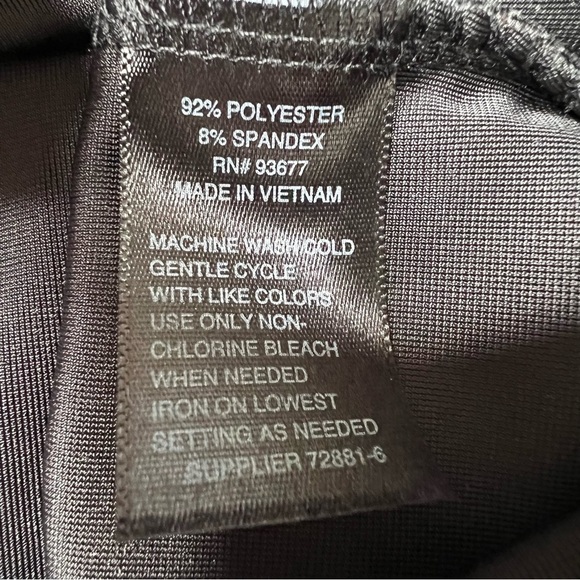 92% POLYESTER
8% SPANDEX
RN# 93677
MADE IN VIETNAM
MACHINE WASH COLD
GENTLE CYCLE
WITH LIKE COLORS
USE ONLY NON-
CHLORINE BLEACH
WHEN NEEDED
IRON ON LOWEST
SETTING AS NEEDED
SUPPLIER 72881-6